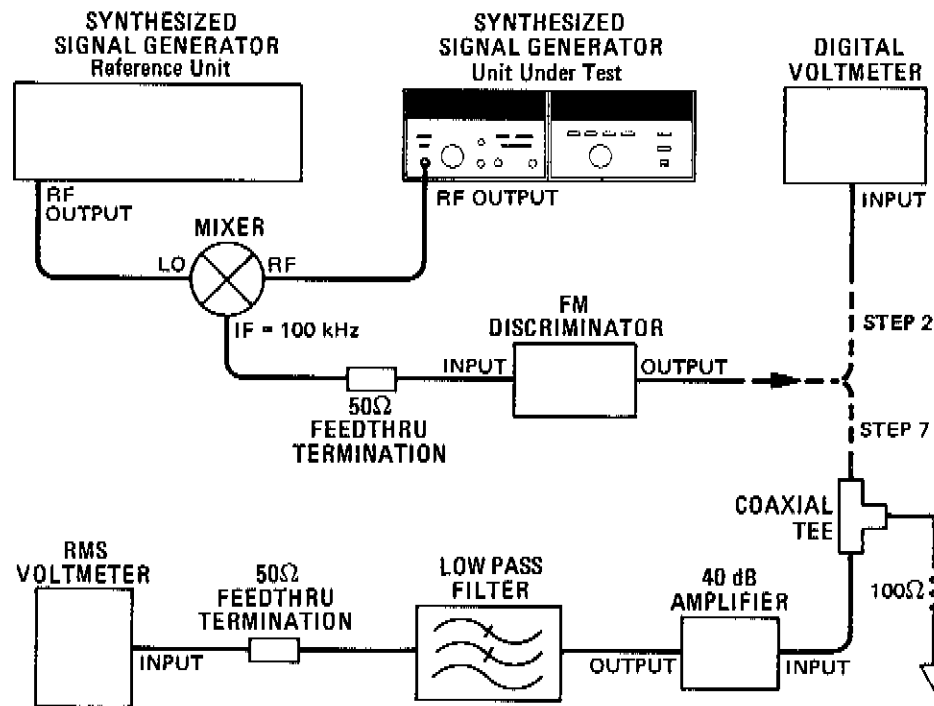 SYNTHESIZED
SIGNAL GENERATOR
Reference Unit
SYNTHESIZED
SIGNAL GENERATOR
Unit Under Test
DIGITAL
VOLTMETER
RF
OUTPUT
RF OUTPUT
INPUT
MIXER
LO
RF
IF = 100 kHz
FM
DISCRIMINATOR
INPUT
OUTPUT
STEP 2
50Ω
FEEDTHRU
TERMINATION
STEP 7
COAXIAL
TEE
RMS
VOLTMETER
50Ω
FEEDTHRU
TERMINATION
LOW PASS
FILTER
40 dB
AMPLIFIER
100Ω
INPUT
OUTPUT
INPUT